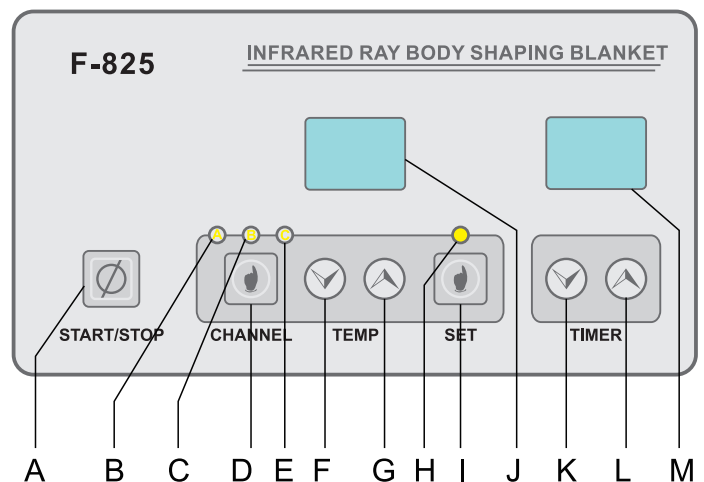 F-825
INFRARED RAY BODY SHAPING BLANKET
A B C
START/STOP CHANNEL TEMP SET TIMER
A B C D E F G H I J K L M